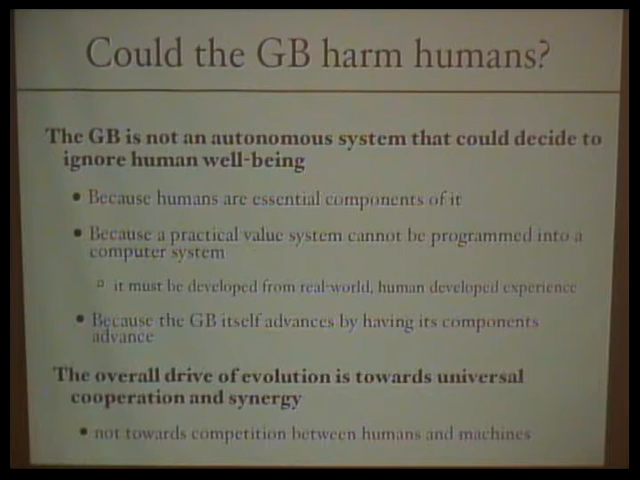 Could the GB harm humans?
The GB is not an autonomous system that could decide to
ignore human well-being
• Because humans are essential components of it
• Because a practical value system cannot be programmed into a
computer system
▫ it must be developed from real-world, human developed experience
• Because the GB itself advances by having its components
advance
The overall drive of evolution is towards universal
cooperation and synergy
• not towards competition between humans and machines